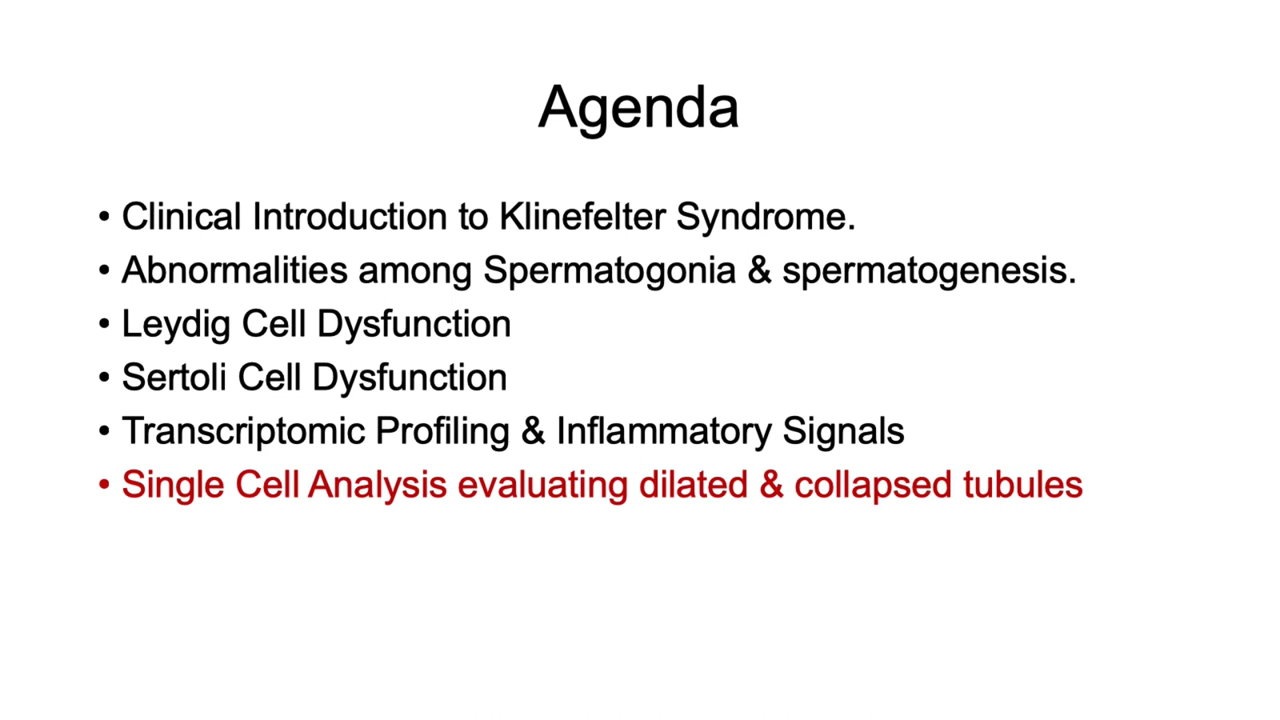 Agenda
• Clinical Introduction to Klinefelter Syndrome.
• Abnormalities among Spermatogonia & spermatogenesis.
• Leydig Cell Dysfunction
• Sertoli Cell Dysfunction
• Transcriptomic Profiling & Inflammatory Signals
• Single Cell Analysis evaluating dilated & collapsed tubules